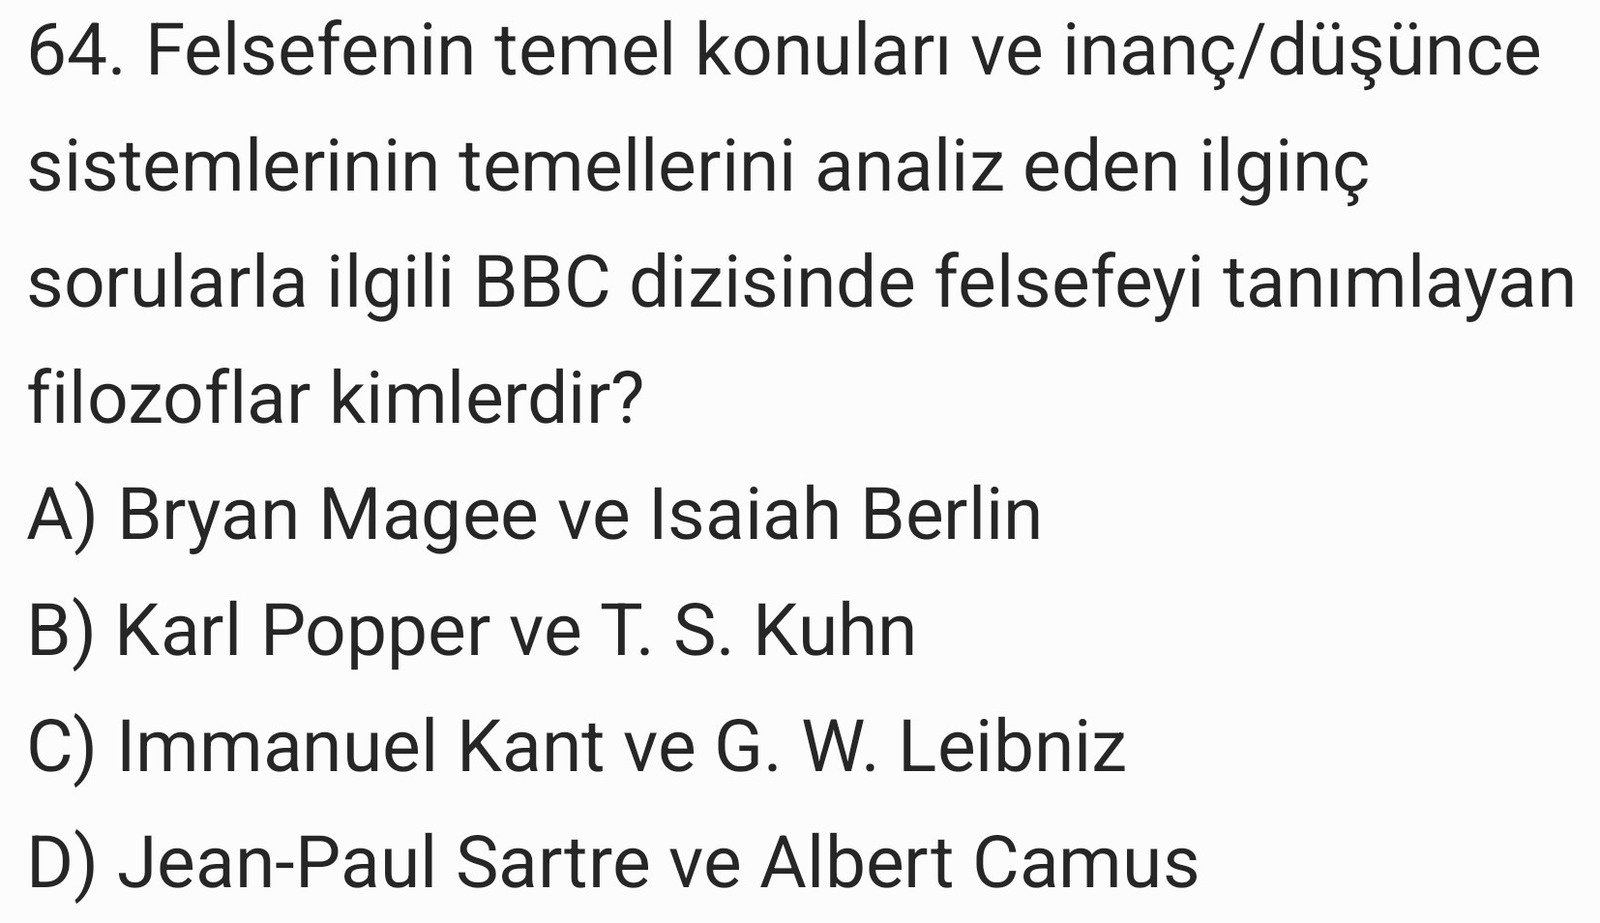 64. Felsefenin temel konuları ve inanç/düşünce
sistemlerinin temellerini analiz eden ilginç
sorularla ilgili BBC dizisinde felsefeyi tanımlayan
filozoflar kimlerdir?
A) Bryan Magee ve Isaiah Berlin
B) Karl Popper ve T. S. Kuhn
C) Immanuel Kant ve G. W. Leibniz
D) Jean-Paul Sartre ve Albert Camus